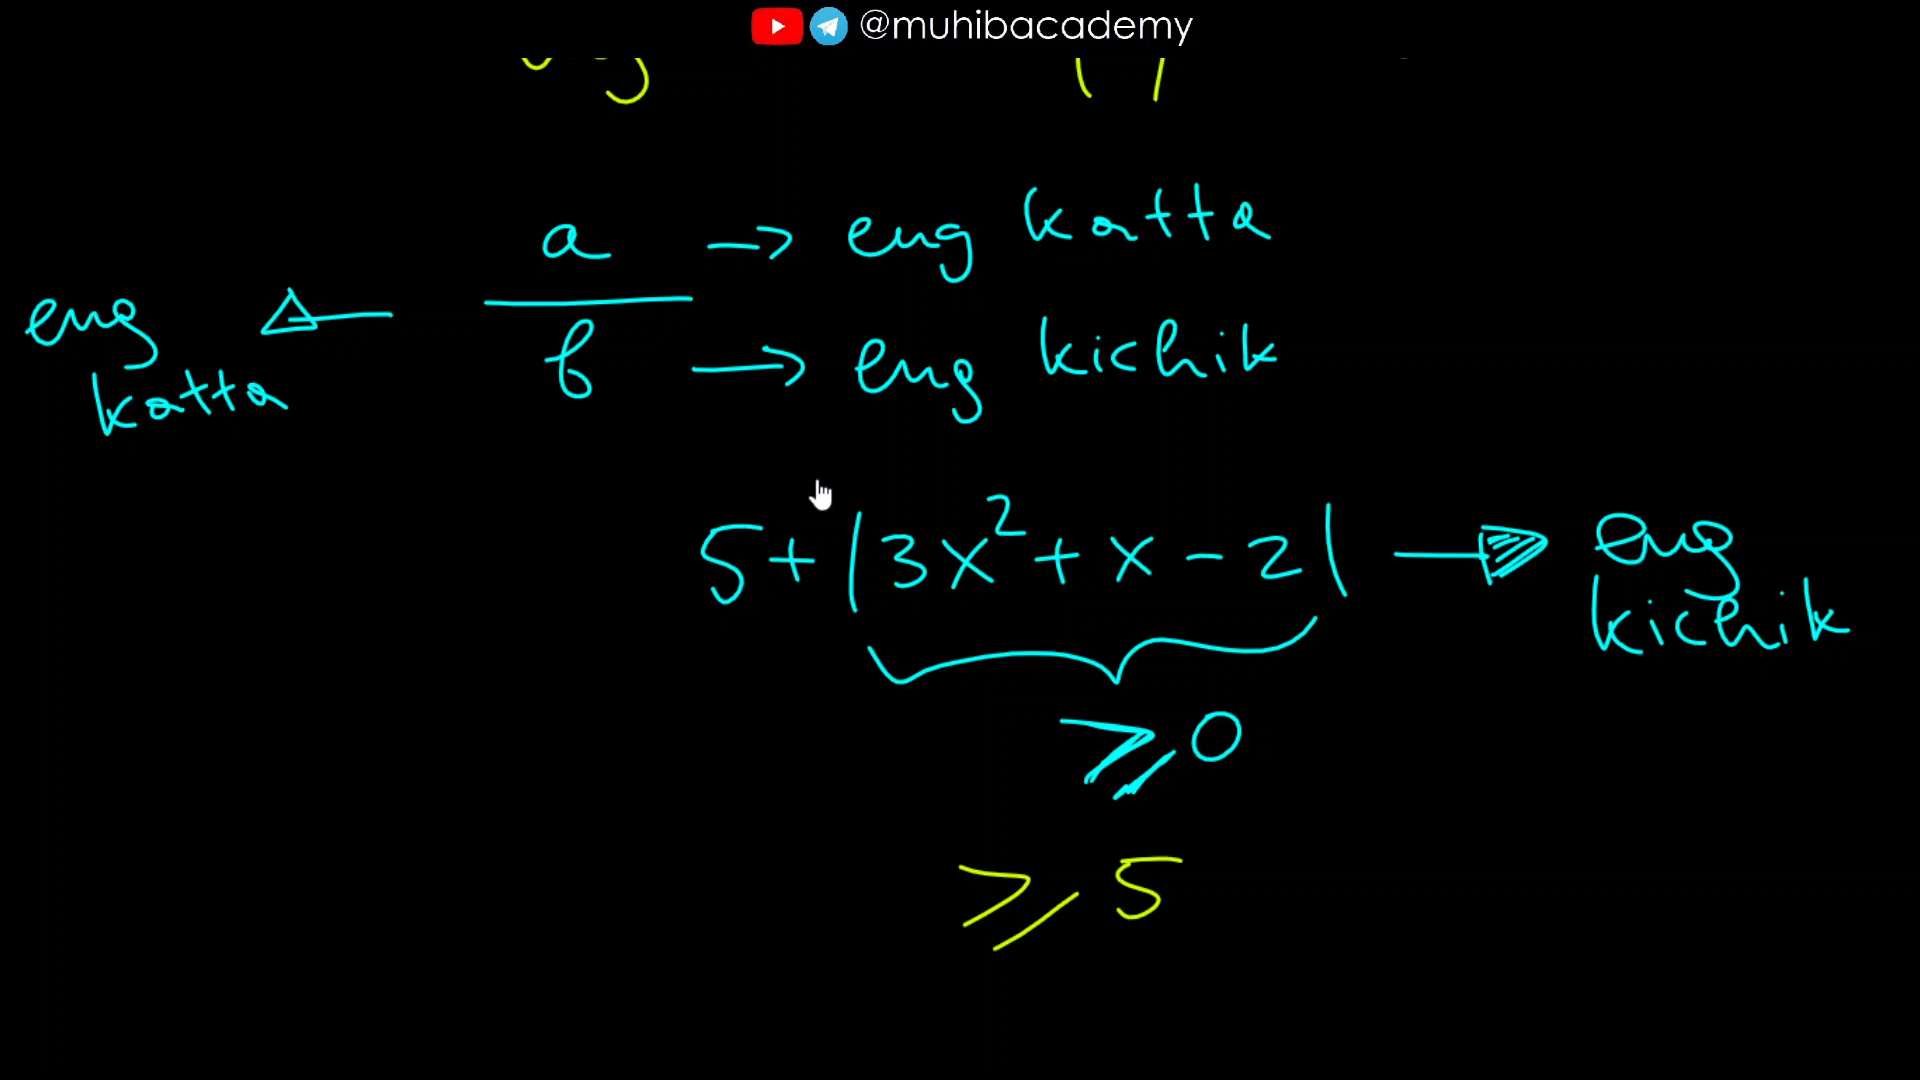 @muhibacademy
a → eng katta
eng katta ←
b → eng kichik
5+|3x²+x-2| → eng kichik
≥0
≥5